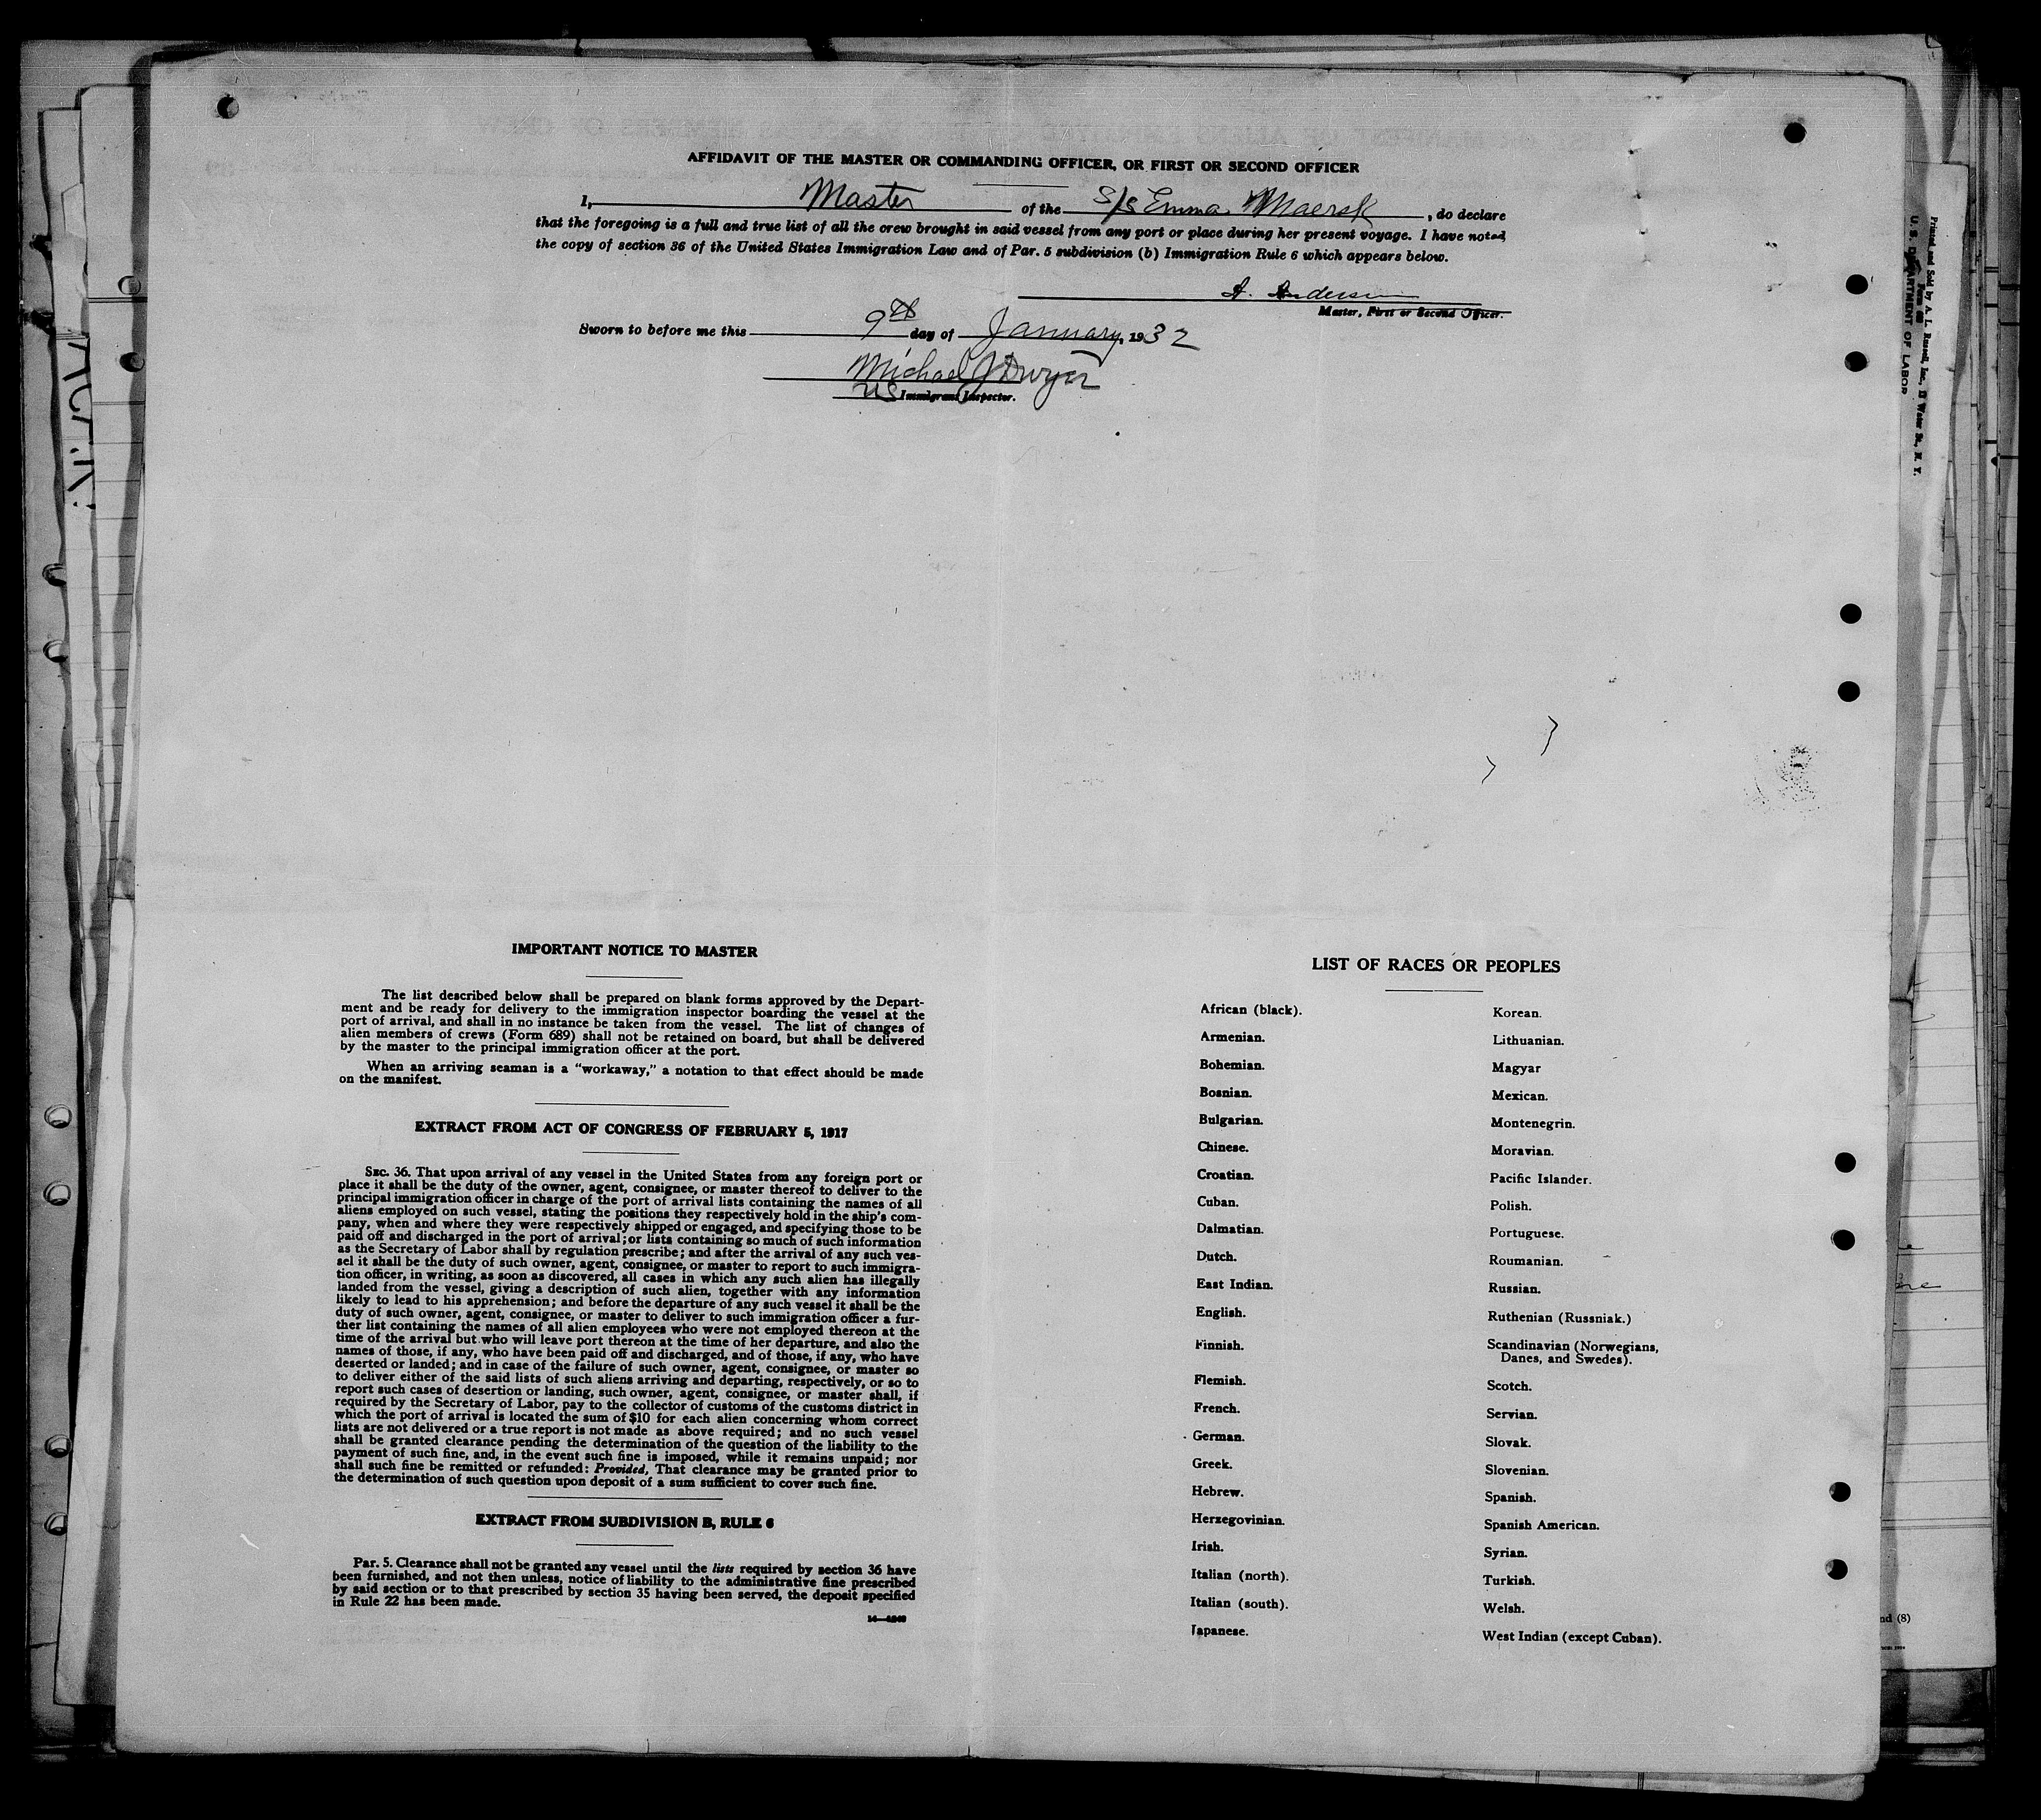 AFFIDAVIT OF THE MASTER OR COMMANDING OFFICER, OR FIRST OR SECOND OFFICER
I, Master of the S/S Emma Maersk, do declare
that the foregoing is a full and true list of all the crew brought in said vessel from any port or place during her present voyage. I have noted
the copy of section 36 of the United States Immigration Law and of Par. 5 subdivision (b) Immigration Rule 6 which appears below.
A. Andersen
Master, First or Second Officer.
Sworn to before me this 9th day of January, 1932
Michael J Dwyer
US Immigrant Inspector.
IMPORTANT NOTICE TO MASTER
The list described below shall be prepared on blank forms approved by the Depart-
ment and be ready for delivery to the immigration inspector boarding the vessel at the
port of arrival, and shall in no instance be taken from the vessel. The list of changes of
alien members of crews (Form 689) shall not be retained on board, but shall be delivered
by the master to the principal immigration officer at the port.
When an arriving seaman is a "workaway," a notation to that effect should be made
on the manifest.
EXTRACT FROM ACT OF CONGRESS OF FEBRUARY 5, 1917
SEC. 36. That upon arrival of any vessel in the United States from any foreign port or
place it shall be the duty of the owner, agent, consignee, or master thereof to deliver to the
principal immigration officer in charge of the port of arrival lists containing the names of all
aliens employed on such vessel, stating the positions they respectively hold in the ship's com-
pany, when and where they were respectively shipped or engaged, and specifying those to be
paid off and discharged in the port of arrival; or lists containing so much of such information
as the Secretary of Labor shall by regulation prescribe; and after the arrival of any such ves-
sel it shall be the duty of such owner, agent, consignee, or master to report to such immigra-
tion officer, in writing, as soon as discovered, all cases in which any such alien has illegally
landed from the vessel, giving a description of such alien, together with any information
likely to lead to his apprehension; and before the departure of any such vessel it shall be the
duty of such owner, agent, consignee, or master to deliver to such immigration officer a fur-
ther list containing the names of all alien employees who were not employed thereon at the
time of the arrival but who will leave port thereon at the time of her departure, and also the
names of those, if any, who have been paid off and discharged, and of those, if any, who have
deserted or landed; and in case of the failure of such owner, agent, consignee, or master so
to deliver either of the said lists of such aliens arriving and departing, respectively, or so to
report such cases of desertion or landing, such owner, agent, consignee, or master shall, if
required by the Secretary of Labor, pay to the collector of customs of the customs district in
which the port of arrival is located the sum of $10 for each alien concerning whom correct
lists are not delivered or a true report is not made as above required; and no such vessel
shall be granted clearance pending the determination of the question of the liability to the
payment of such fine, and, in the event such fine is imposed, while it remains unpaid; nor
shall such fine be remitted or refunded: Provided, That clearance may be granted prior to
the determination of such question upon deposit of a sum sufficient to cover such fine.
EXTRACT FROM SUBDIVISION B, RULE 6
Par. 5. Clearance shall not be granted any vessel until the lists required by section 36 have
been furnished, and not then unless, notice of liability to the administrative fine prescribed
by said section or to that prescribed by section 35 having been served, the deposit specified
in Rule 22 has been made.
LIST OF RACES OR PEOPLES
African (black).
Armenian.
Bohemian.
Bosnian.
Bulgarian.
Chinese.
Croatian.
Cuban.
Dalmatian.
Dutch.
East Indian.
English.
Finnish.
Flemish.
French.
German.
Greek.
Hebrew.
Herzegovinian.
Irish.
Italian (north).
Italian (south).
Japanese.
Korean.
Lithuanian.
Magyar
Mexican.
Montenegrin.
Moravian.
Pacific Islander.
Polish.
Portuguese.
Roumanian.
Russian.
Ruthenian (Russniak.)
Scandinavian (Norwegians,
Danes, and Swedes).
Scotch.
Servian.
Slovak.
Slovenian.
Spanish.
Spanish American.
Syrian.
Turkish.
Welsh.
West Indian (except Cuban).
Printed and Sold by A. L. Russell, Inc., Water St., N. Y.
U. S. DEPARTMENT OF LABOR
nd (8)